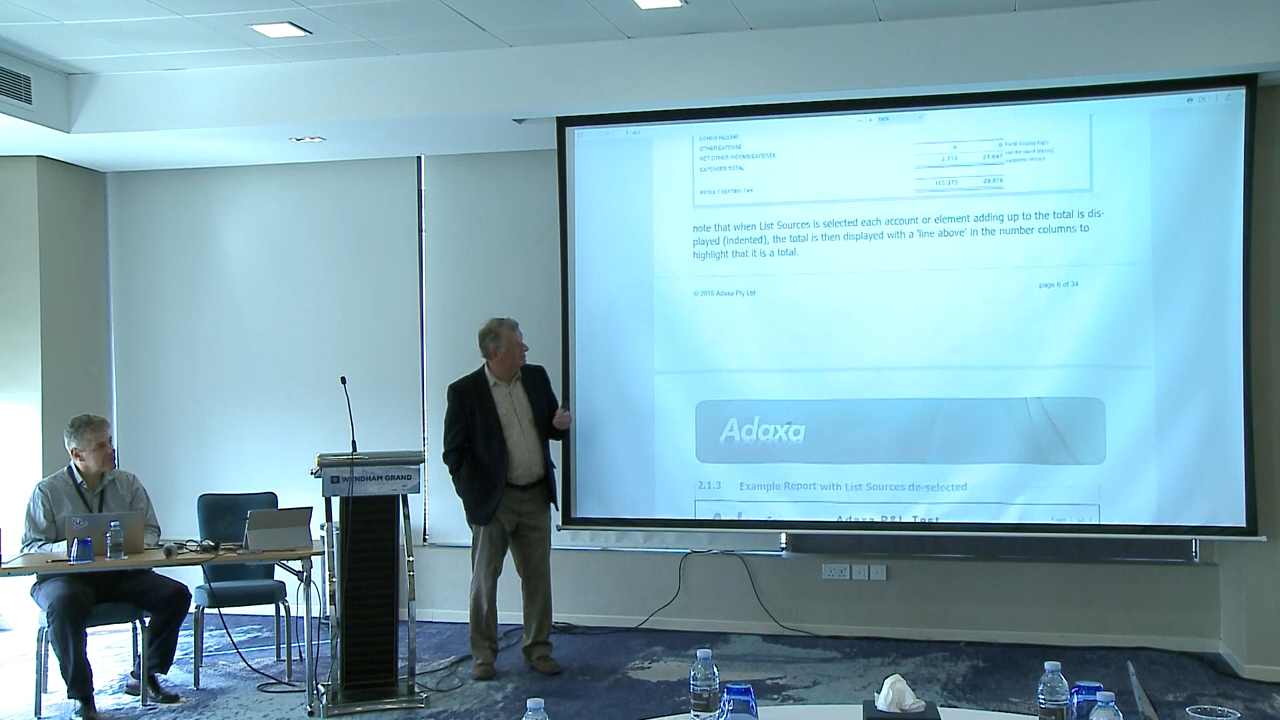 OTHER INCOME
OTHER EXPENSE
NET OTHER INCOME/EXPENSE
EXPENSES TOTAL
RESULT BEFORE TAX
note that when List Sources is selected each account or element adding up to the total is dis-
played (indented), the total is then displayed with a 'line above' in the number columns to
highlight that it is a total.
© 2015 Adaxa Pty Ltd
page 6 of 34
Adaxa
2.1.3 Example Report with List Sources de-selected
Adaxa P&L Test
WYNDHAM GRAND